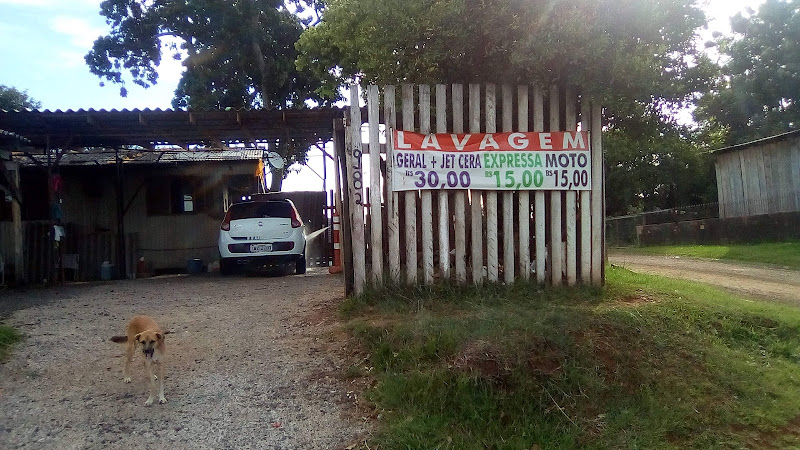 LAVAGEM
GERAL + JET CERA EXPRESSA MOTO
R$ 30,00 R$ 15,00 R$ 15,00